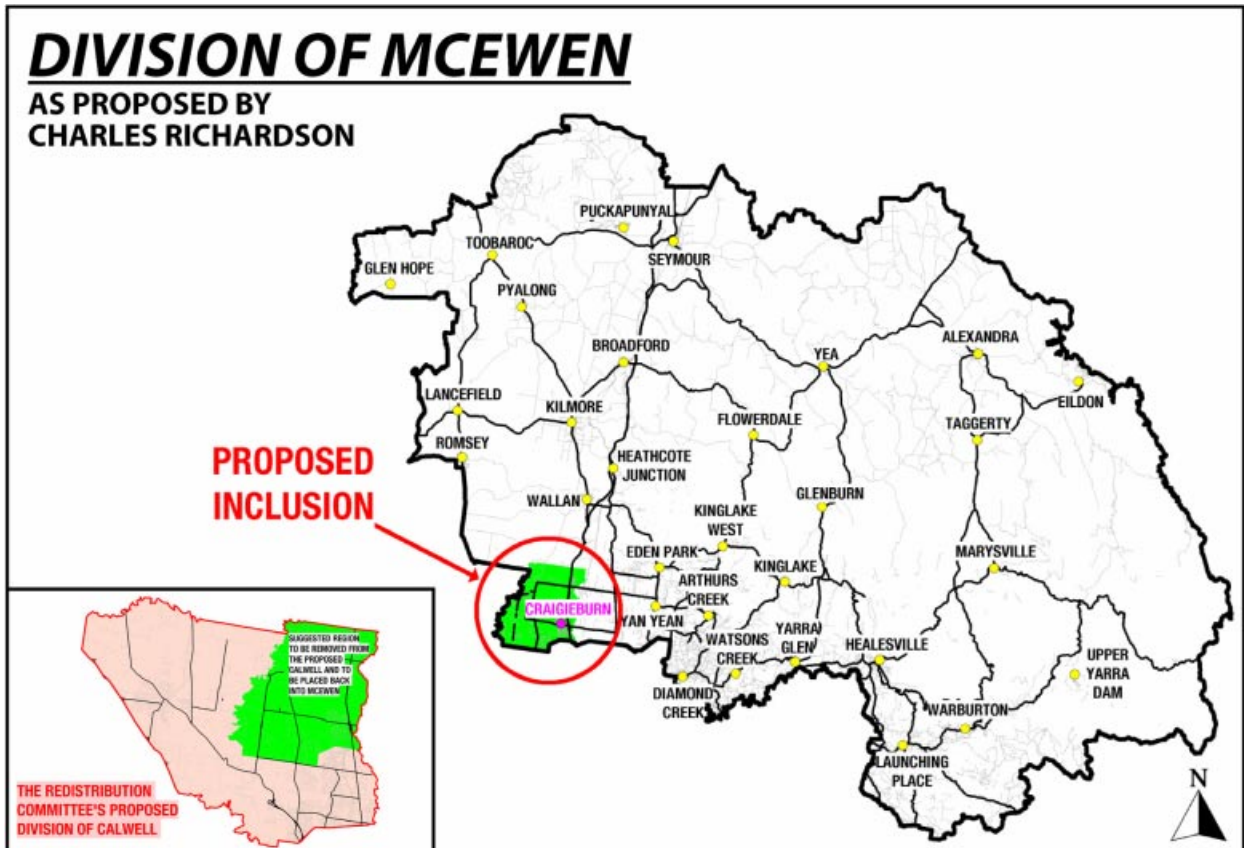 DIVISION OF MCEWEN
AS PROPOSED BY
CHARLES RICHARDSON
PUCKAPUNYAL
TOOBAROC
SEYMOUR
GLEN HOPE
PYALONG
BROADFORD
YEA
ALEXANDRA
EILDON
LANCEFIELD
KILMORE
FLOWERDALE
TAGGERTY
ROMSEY
PROPOSED
INCLUSION
HEATHCOTE
JUNCTION
WALLAN
GLENBURN
KINGLAKE
WEST
EDEN PARK
KINGLAKE
MARYSVILLE
ARTHURS
CREEK
CRAIGIEBURN
YAN YEAN
WATSONS
CREEK
YARRA
GLEN
HEALESVILLE
UPPER
YARRA
DAM
DIAMOND
CREEK
WARBURTON
LAUNCHING
PLACE
N
SUGGESTED REGION
TO BE REMOVED FROM
THE PROPOSED
CALWELL AND TO
BE PLACED BACK
INTO MCEWEN
THE REDISTRIBUTION
COMMITTEE'S PROPOSED
DIVISION OF CALWELL